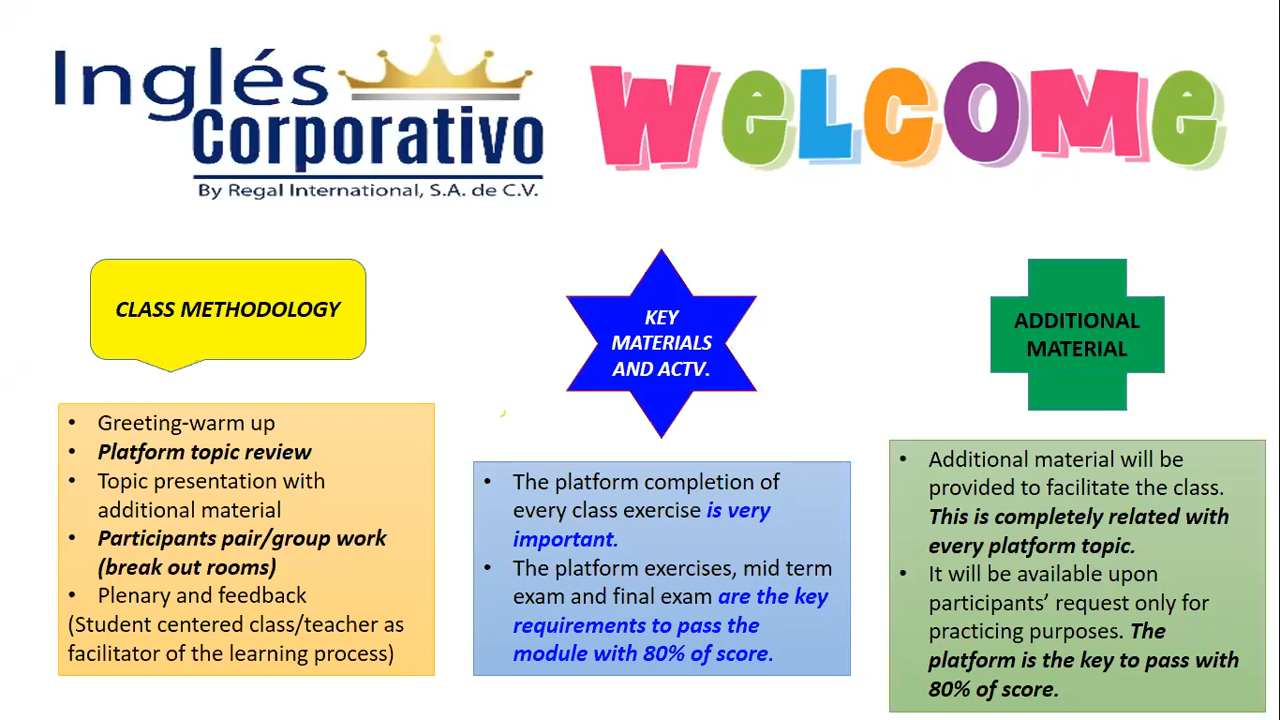 Inglés
Corporativo
By Regal International, S.A. de C.V.
WeLCOMe
CLASS METHODOLOGY
• Greeting-warm up
• Platform topic review
• Topic presentation with
additional material
• Participants pair/group work
(break out rooms)
• Plenary and feedback
(Student centered class/teacher as
facilitator of the learning process)
KEY
MATERIALS
AND ACTV.
• The platform completion of
every class exercise is very
important.
• The platform exercises, mid term
exam and final exam are the key
requirements to pass the
module with 80% of score.
ADDITIONAL
MATERIAL
• Additional material will be
provided to facilitate the class.
This is completely related with
every platform topic.
• It will be available upon
participants’ request only for
practicing purposes. The
platform is the key to pass with
80% of score.